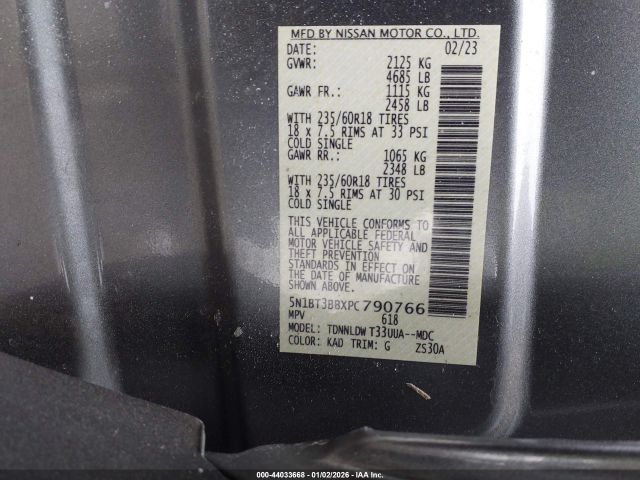 MFD BY NISSAN MOTOR CO., LTD.
DATE: 02/23
GVWR: 2125 KG
4685 LB
GAWR FR.: 1115 KG
2458 LB
WITH 235/60R18 TIRES
18 x 7.5 RIMS AT 33 PSI
COLD SINGLE
GAWR RR.: 1065 KG
2348 LB
WITH 235/60R18 TIRES
18 x 7.5 RIMS AT 30 PSI
COLD SINGLE
THIS VEHICLE CONFORMS TO
ALL APPLICABLE FEDERAL
MOTOR VEHICLE SAFETY AND
THEFT PREVENTION
STANDARDS IN EFFECT ON
THE DATE OF MANUFACTURE
SHOWN ABOVE.
5N1BT3BBXPC790766
MPV 618
MODEL: TDNNLDW T33UUA--MDC
COLOR: KAD TRIM: G ZS30A
000-44033668 - 01/02/2026 - IAA Inc.